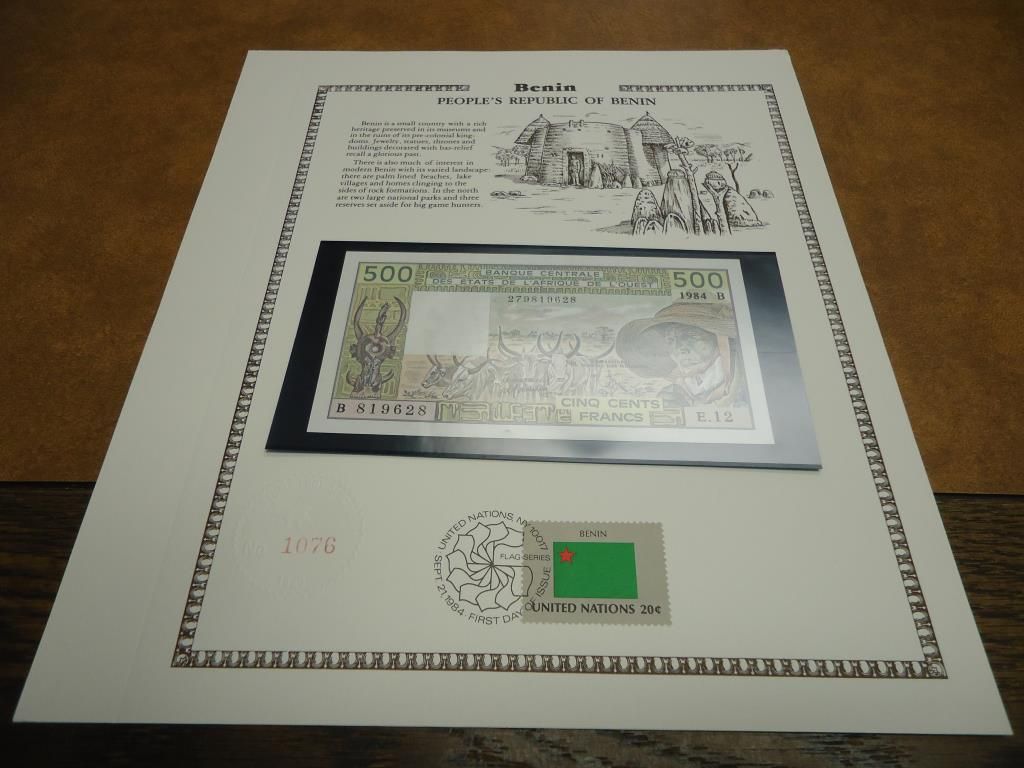 Benin
PEOPLE'S REPUBLIC OF BENIN
Benin is a small country with a rich
heritage preserved in its museums and
in the ruins of its pre-colonial king-
doms. Jewelry, statues, thrones and
buildings decorated with bas-relief
recall a glorious past.
There is also much of interest in
modern Benin with its varied landscape:
there are palm lined beaches, lake
villages and homes clinging to the
sides of rock formations. In the north
are two large national parks and three
reserves set aside for big game hunters.
500
BANQUE CENTRALE
DES ETATS DE L'AFRIQUE DE L'OUEST
500
1984 B
279819628
CINQ CENTS
FRANCS
B 819628
E.12
No 1076
UNITED NATIONS, NY 10017
FLAG-SERIES
SEPT. 21, 1984 · FIRST DAY OF ISSUE
BENIN
UNITED NATIONS 20¢